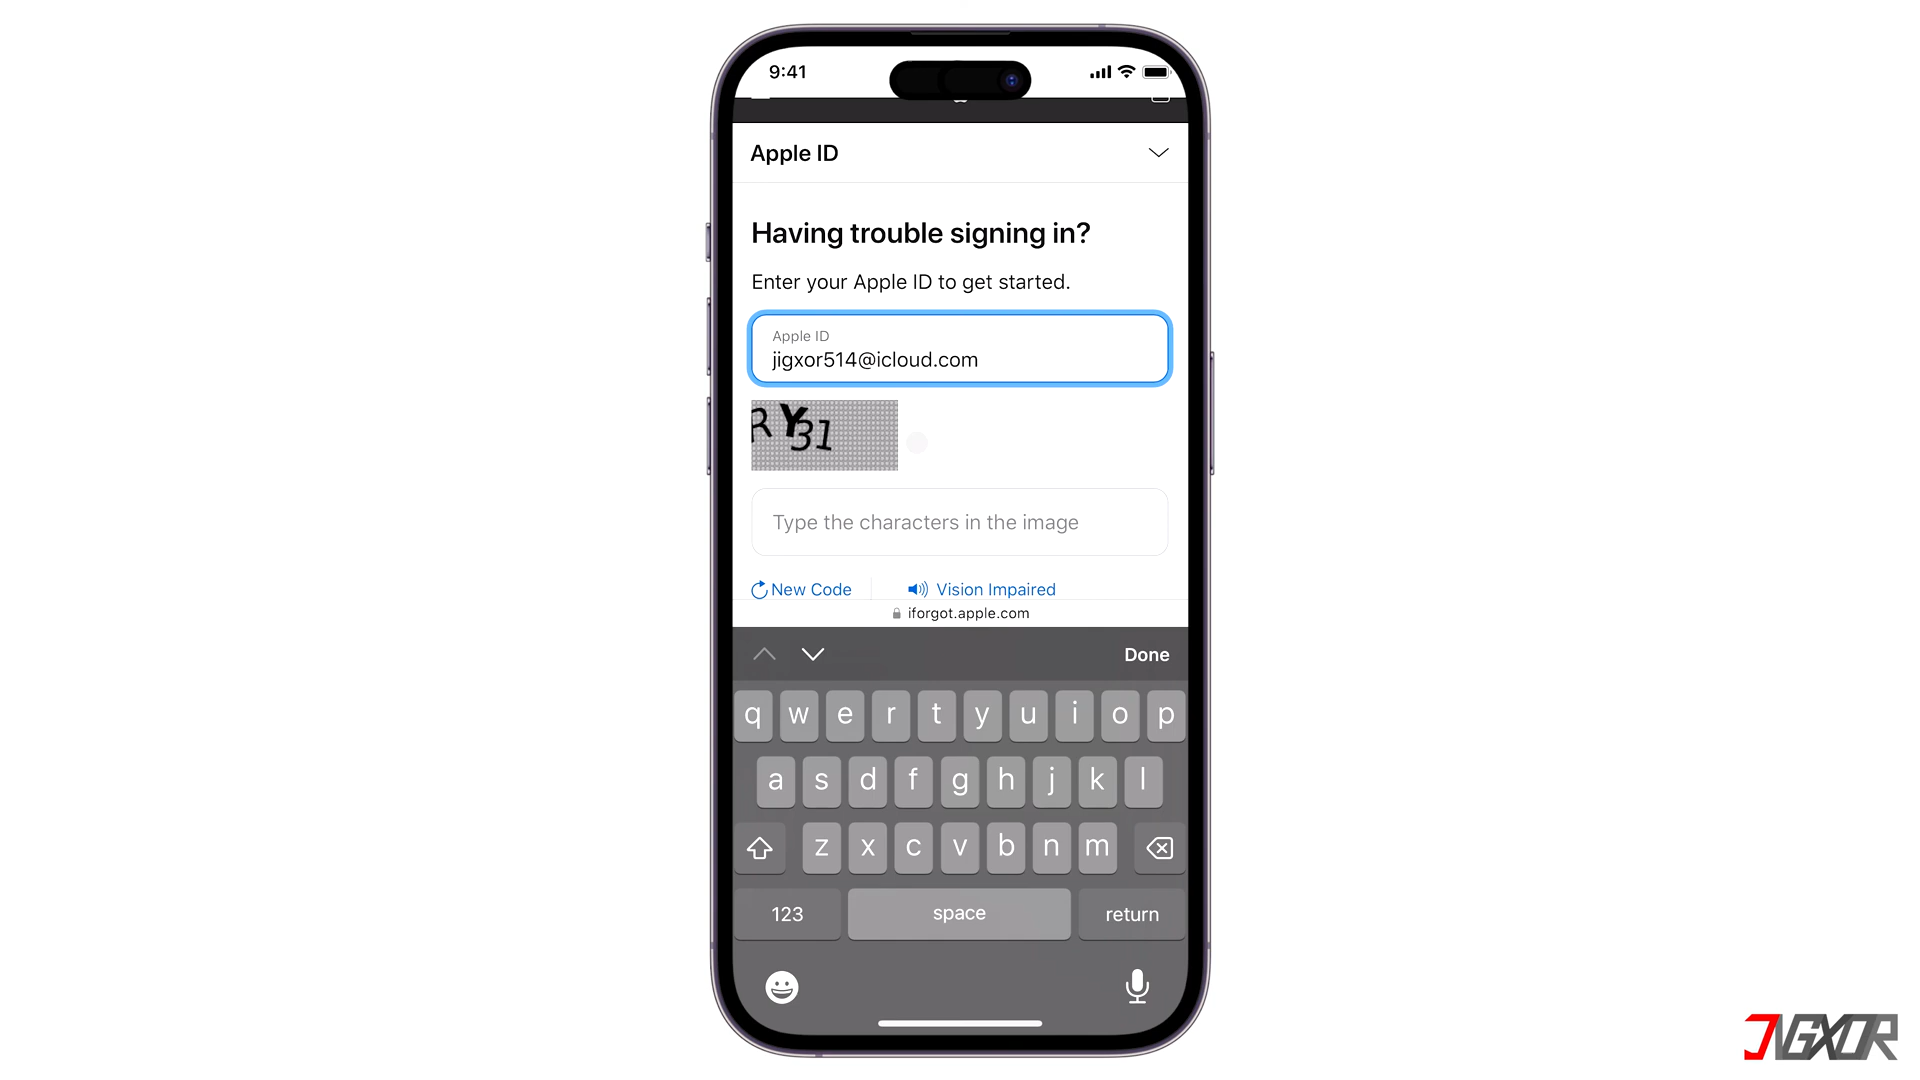 9:41
Apple ID
Having trouble signing in?
Enter your Apple ID to get started.
Apple ID
jigxor514@icloud.com
RY31
Type the characters in the image
New Code
Vision Impaired
iforgot.apple.com
Done
q w e r t y u i o p
a s d f g h j k l
z x c v b n m
123 space return
JIGXOR